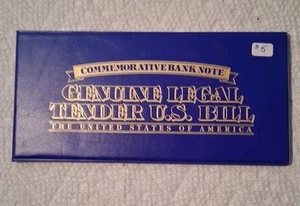 $5
COMMEMORATIVE BANK NOTE
GENUINE LEGAL
TENDER U.S. BILL
THE UNITED STATES OF AMERICA